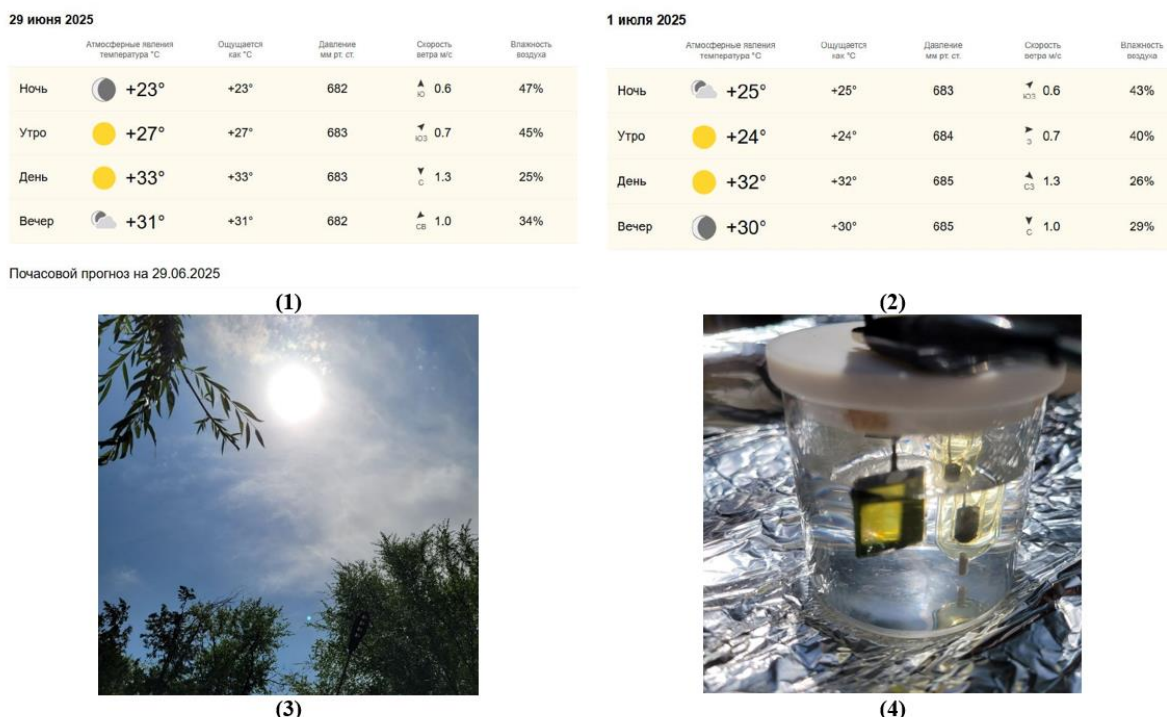 29 июня 2025
Атмосферные явления температура °C Ощущается как °C Давление мм рт. ст. Скорость ветра м/с Влажность воздуха
Ночь +23° +23° 682 Ю 0.6 47%
Утро +27° +27° 683 ЮЗ 0.7 45%
День +33° +33° 683 С 1.3 25%
Вечер +31° +31° 682 СВ 1.0 34%
Почасовой прогноз на 29.06.2025
(1)
1 июля 2025
Атмосферные явления температура °C Ощущается как °C Давление мм рт. ст. Скорость ветра м/с Влажность воздуха
Ночь +25° +25° 683 ЮЗ 0.6 43%
Утро +24° +24° 684 З 0.7 40%
День +32° +32° 685 СЗ 1.3 26%
Вечер +30° +30° 685 С 1.0 29%
(2)
(3)
(4)